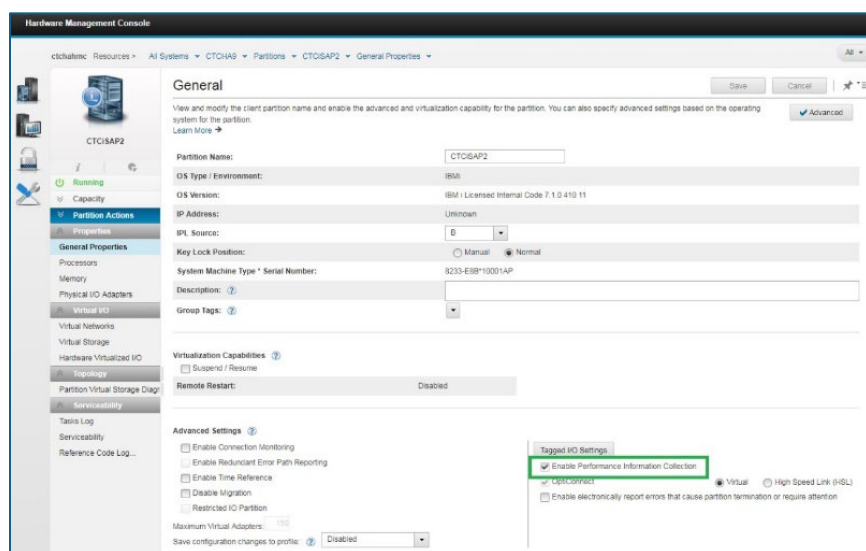 Hardware Management Console
ctchahmc Resources > All Systems CTCHA9 Partitions CTCISAP2 General Properties
All
General
Save Cancel
View and modify the client partition name and enable the advanced and virtualization capability for the partition. You can also specify advanced settings based on the operating
system for the partition.
Learn More
Advanced
CTCISAP2
Running
Capacity
Partition Actions
Properties
General Properties
Processors
Memory
Physical I/O Adapters
Virtual I/O
Virtual Networks
Virtual Storage
Hardware Virtualized I/O
Topology
Partition Virtual Storage Diagr
Serviceability
Tasks Log
Serviceability
Reference Code Log...
Partition Name: CTCISAP2
OS Type / Environment: IBMi
OS Version: IBM i Licensed Internal Code 7.1.0 410 11
IP Address: Unknown
IPL Source: B
Key Lock Position: Manual Normal
System Machine Type * Serial Number: 8233-E8B*10001AP
Description:
Group Tags:
Virtualization Capabilities
Suspend / Resume
Remote Restart: Disabled
Advanced Settings
Enable Connection Monitoring
Enable Redundant Error Path Reporting
Enable Time Reference
Disable Migration
Restricted IO Partition
Maximum Virtual Adapters: 150
Save configuration changes to profile: Disabled
Tagged I/O Settings
Enable Performance Information Collection
OptiConnect Virtual High Speed Link (HSL)
Enable electronically report errors that cause partition termination or require attention